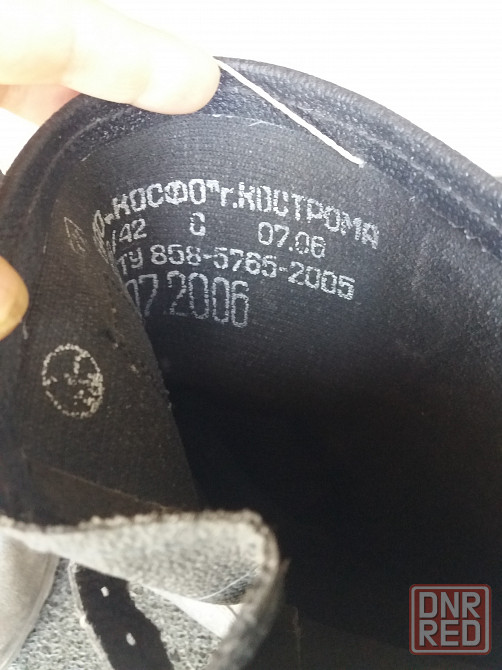 "КОСФО" г.КОСТРОМА
42 С 07.06
ТУ 858-5765-2005
07.2006
DNR
RED